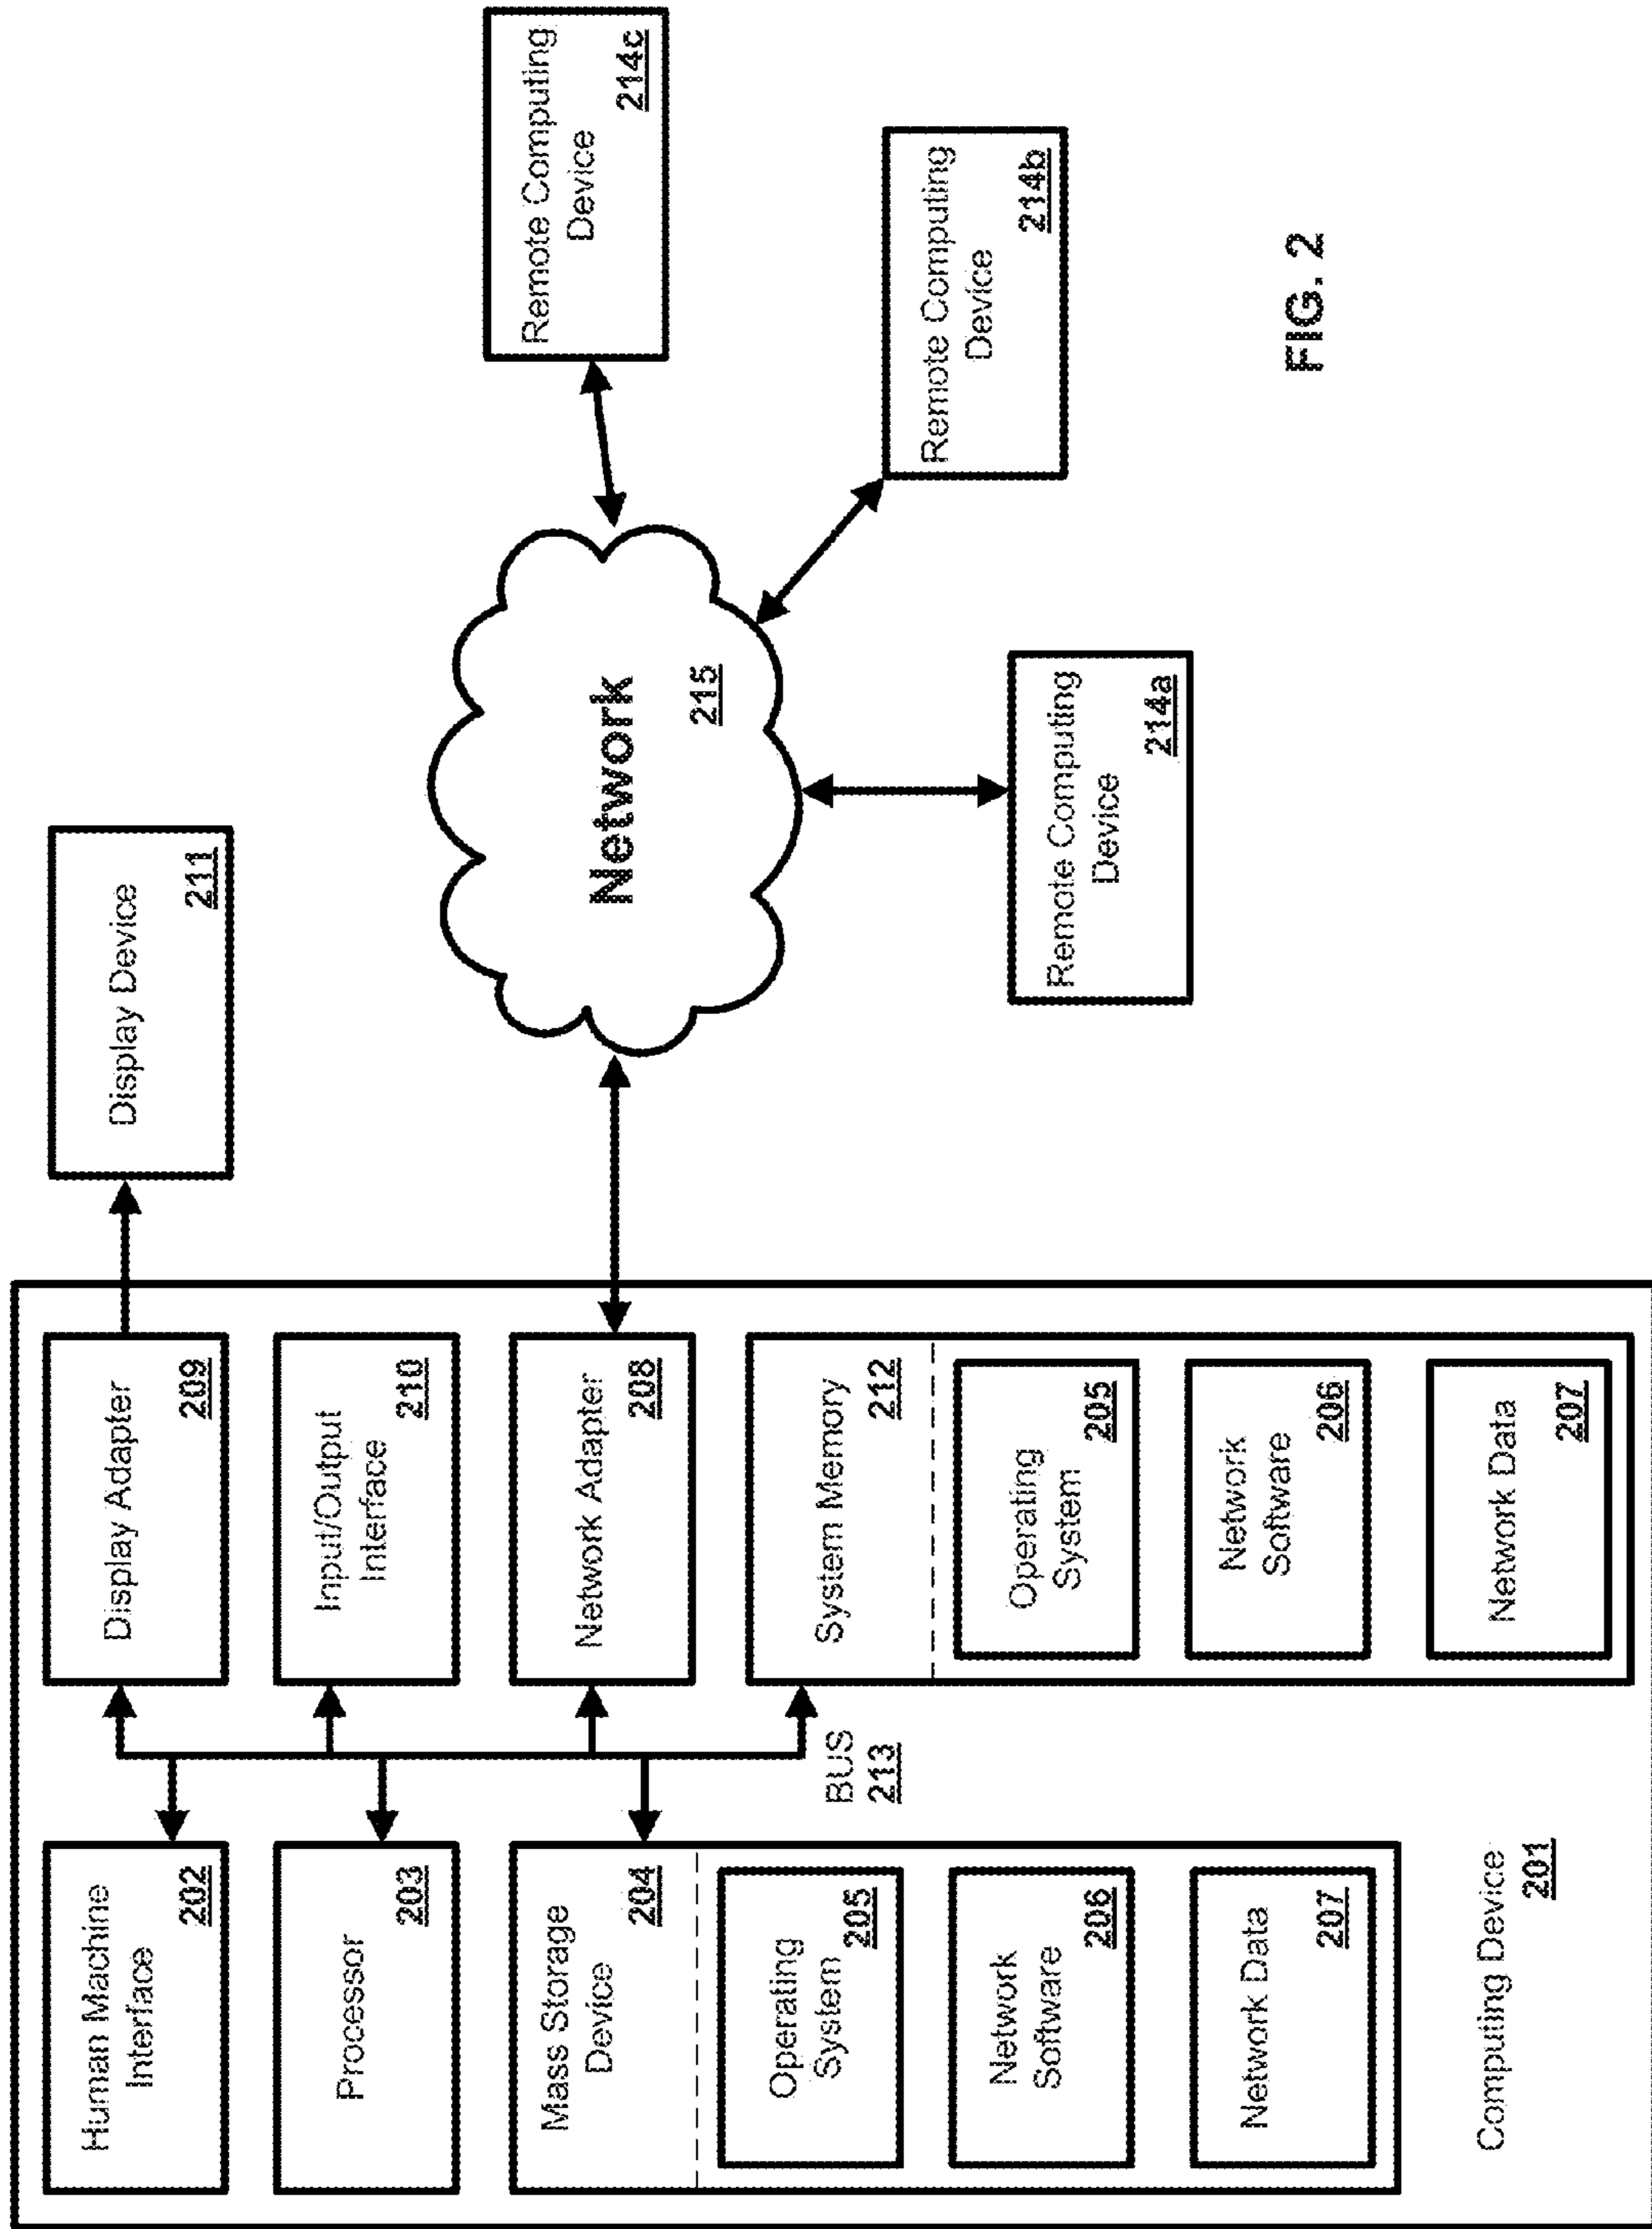 Human Machine
Interface
202
Processor
203
Mass Storage
Device
204
Operating
System
205
Network
Software
206
Network Data
207
Computing Device
201
BUS
213
Display Adapter
209
Input/Output
Interface
210
Network Adapter
208
System Memory
212
Operating
System
205
Network
Software
206
Network Data
207
Display Device
211
Network
215
Remote Computing
Device
214a
Remote Computing
Device
214b
Remote Computing
Device
214c
FIG. 2